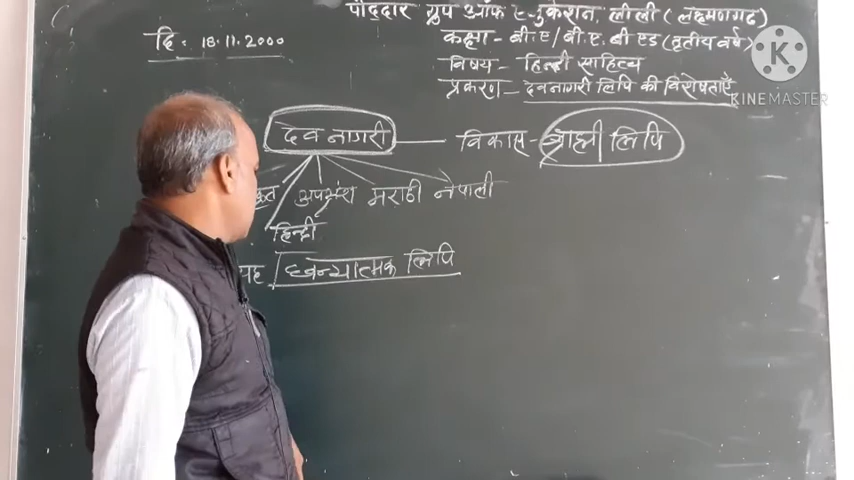 पोद्दार ग्रुप ऑफ एजुकेशन, लीली (लक्ष्मणगढ)
दि. 18.11.2000
कक्षा - बी.ए/बी.ए.बी एड (तृतीय वर्ष)
विषय - हिन्दी साहित्य
प्रकरण - देवनागरी लिपि की विशेषताएँ
KINEMASTER
देवनागरी
विकास - ब्राह्मी लिपि
अपभ्रंश मराठी नेपाली
हिन्दी
यह ध्वन्यात्मक लिपि